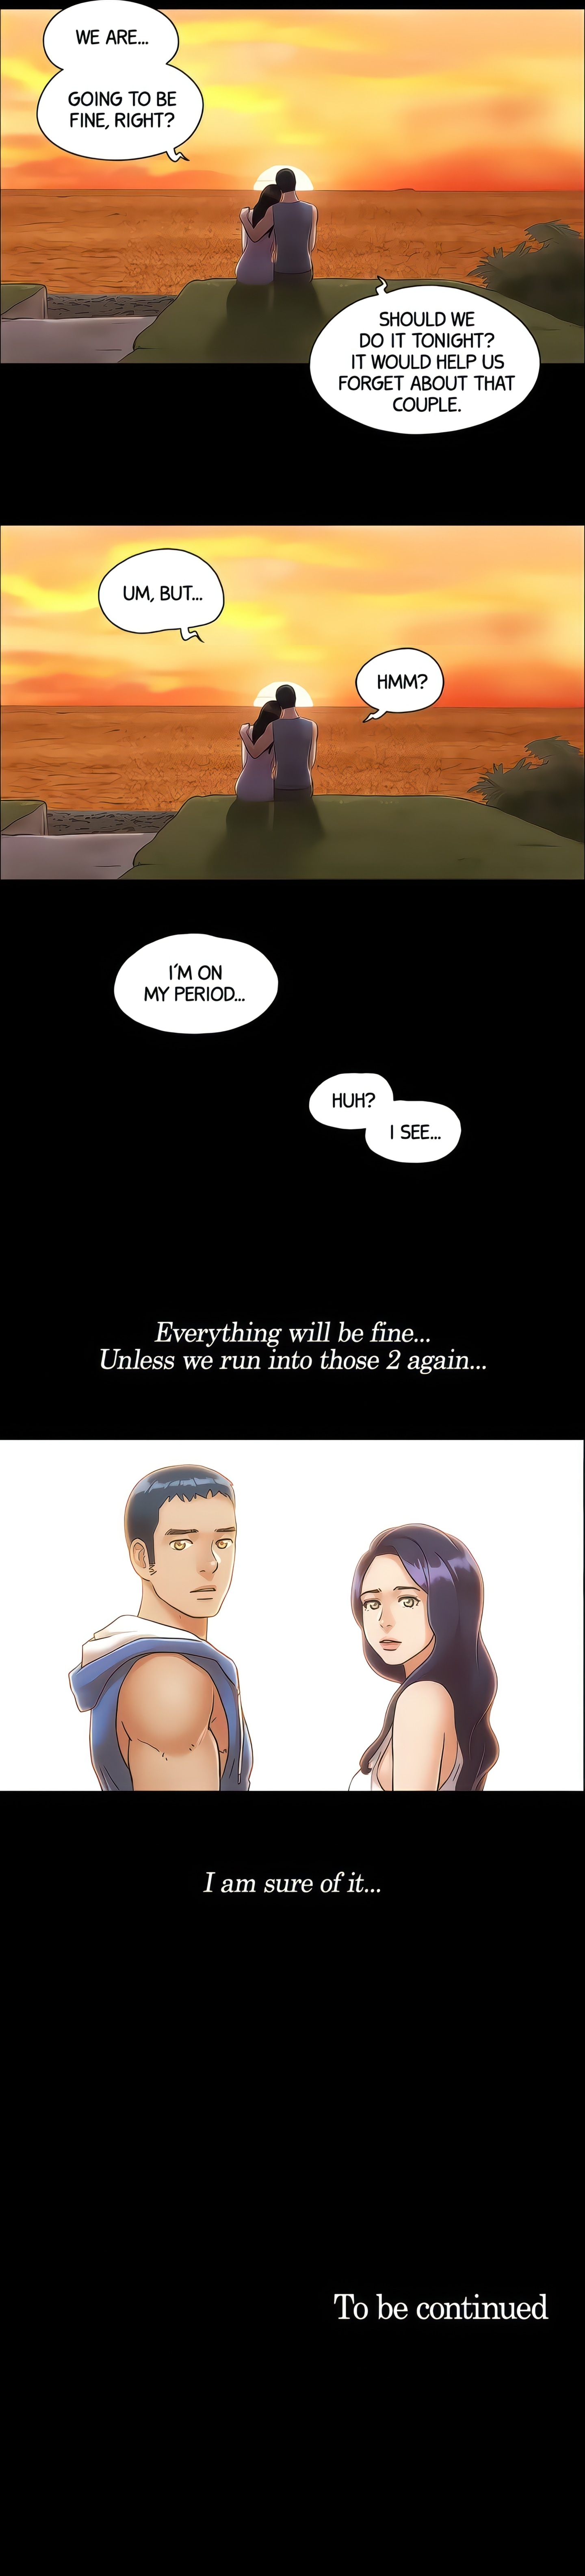 WE ARE...
GOING TO BE
FINE, RIGHT?
SHOULD WE
DO IT TONIGHT?
IT WOULD HELP US
FORGET ABOUT THAT
COUPLE.
UM, BUT...
HMM?
I'M ON
MY PERIOD...
HUH?
I SEE...
Everything will be fine...
Unless we run into those 2 again...
I am sure of it...
To be continued